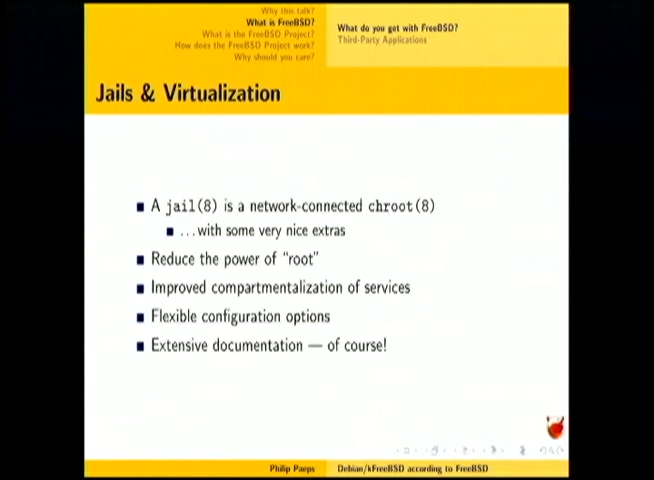 Why this talk?
What is FreeBSD?
What is the FreeBSD Project?
How does the FreeBSD Project work?
Why should you care?
What do you get with FreeBSD?
Third-Party Applications
Jails & Virtualization
A jail(8) is a network-connected chroot(8)
...with some very nice extras
Reduce the power of “root”
Improved compartmentalization of services
Flexible configuration options
Extensive documentation — of course!
Philip Paeps
Debian/kFreeBSD according to FreeBSD